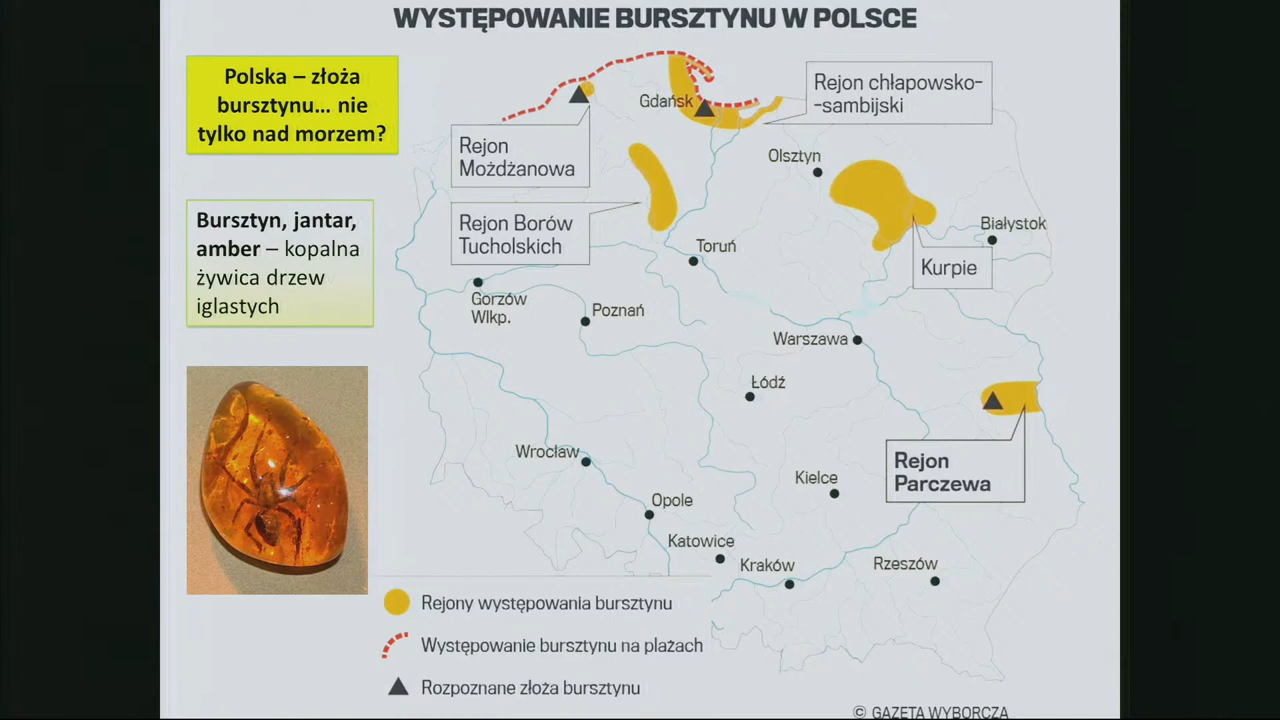 WYSTĘPOWANIE BURSZTYNU W POLSCE
Polska – złoża
bursztynu... nie
tylko nad morzem?
Bursztyn, jantar,
amber – kopalna
żywica drzew
iglastych
Gdańsk
Rejon chłapowsko-
-sambijski
Rejon
Możdżanowa
Olsztyn
Rejon Borów
Tucholskich
Białystok
Toruń
Kurpie
Gorzów
Wlkp.
Poznań
Warszawa
Łódź
Wrocław
Rejon
Parczewa
Kielce
Opole
Katowice
Kraków
Rzeszów
Rejony występowania bursztynu
Występowanie bursztynu na plażach
Rozpoznane złoża bursztynu
© GAZETA WYBORCZA